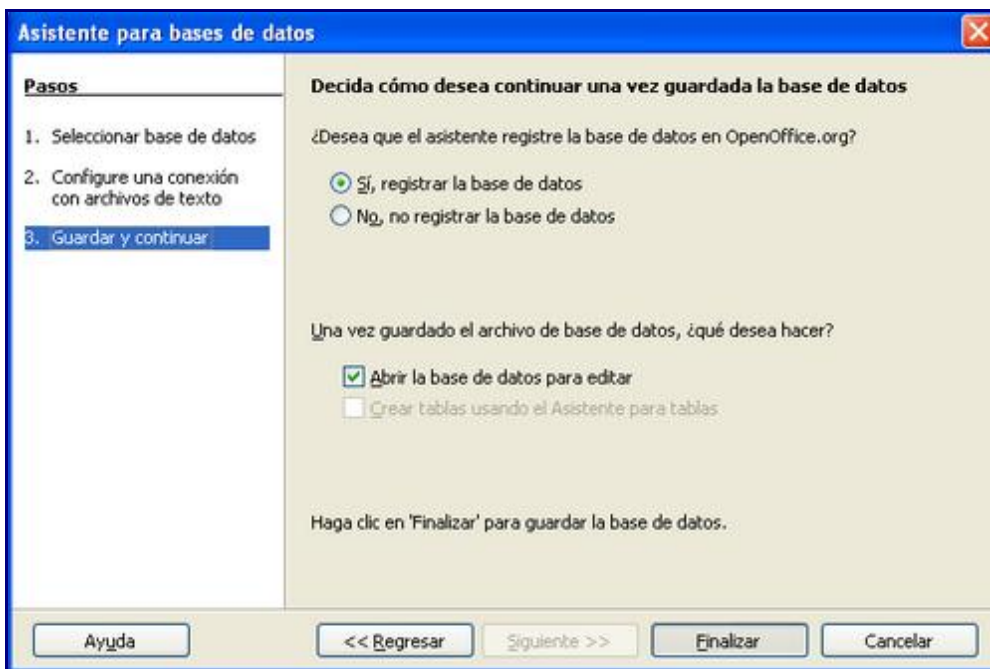 Asistente para bases de datos
Pasos
1. Seleccionar base de datos
2. Configure una conexión
con archivos de texto
3. Guardar y continuar
Decida cómo desea continuar una vez guardada la base de datos
¿Desea que el asistente registre la base de datos en OpenOffice.org?
Sí, registrar la base de datos
No, no registrar la base de datos
Una vez guardado el archivo de base de datos, ¿qué desea hacer?
Abrir la base de datos para editar
Crear tablas usando el Asistente para tablas
Haga clic en 'Finalizar' para guardar la base de datos.
Ayuda
<< Regresar
Siguiente >>
Finalizar
Cancelar